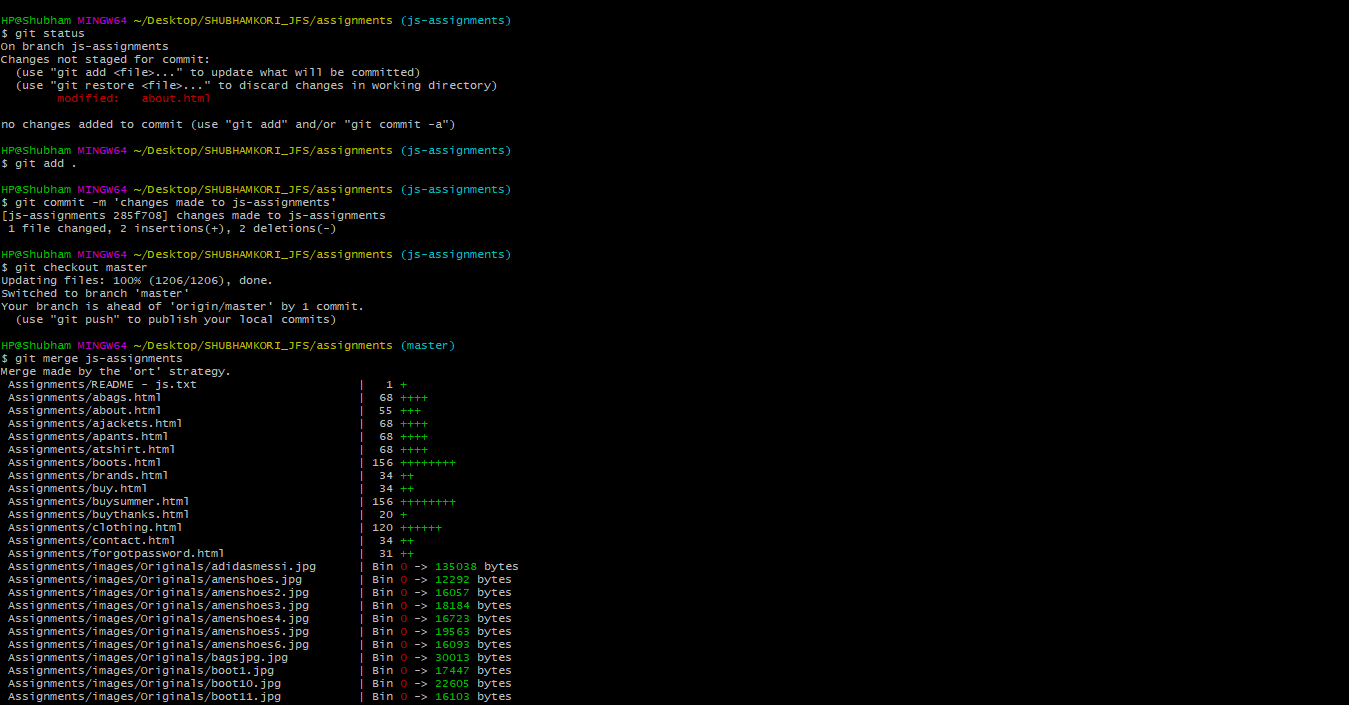 HP@Shubham MINGW64 ~/Desktop/SHUBHAMKORI_JFS/assignments (js-assignments)
$ git status
On branch js-assignments
Changes not staged for commit:
  (use "git add <file>..." to update what will be committed)
  (use "git restore <file>..." to discard changes in working directory)
        modified:   about.html

no changes added to commit (use "git add" and/or "git commit -a")

HP@Shubham MINGW64 ~/Desktop/SHUBHAMKORI_JFS/assignments (js-assignments)
$ git add .

HP@Shubham MINGW64 ~/Desktop/SHUBHAMKORI_JFS/assignments (js-assignments)
$ git commit -m 'changes made to js-assignments'
[js-assignments 285f708] changes made to js-assignments
 1 file changed, 2 insertions(+), 2 deletions(-)

HP@Shubham MINGW64 ~/Desktop/SHUBHAMKORI_JFS/assignments (js-assignments)
$ git checkout master
Updating files: 100% (1206/1206), done.
Switched to branch 'master'
Your branch is ahead of 'origin/master' by 1 commit.
  (use "git push" to publish your local commits)

HP@Shubham MINGW64 ~/Desktop/SHUBHAMKORI_JFS/assignments (master)
$ git merge js-assignments
Merge made by the 'ort' strategy.
 Assignments/README - js.txt                       |   1 +
 Assignments/abags.html                            |  68 ++++
 Assignments/about.html                            |  55 +++
 Assignments/ajackets.html                         |  68 ++++
 Assignments/apants.html                           |  68 ++++
 Assignments/atshirt.html                          |  68 ++++
 Assignments/boots.html                            | 156 ++++++++
 Assignments/brands.html                           |  34 ++
 Assignments/buy.html                              |  34 ++
 Assignments/buysummer.html                        | 156 ++++++++
 Assignments/buythanks.html                        |  20 +
 Assignments/clothing.html                         | 120 ++++++
 Assignments/contact.html                          |  34 ++
 Assignments/forgotpassword.html                   |  31 ++
 Assignments/images/Originals/adidasmessi.jpg      | Bin 0 -> 135038 bytes
 Assignments/images/Originals/amenshoes.jpg        | Bin 0 -> 12292 bytes
 Assignments/images/Originals/amenshoes2.jpg       | Bin 0 -> 16057 bytes
 Assignments/images/Originals/amenshoes3.jpg       | Bin 0 -> 18184 bytes
 Assignments/images/Originals/amenshoes4.jpg       | Bin 0 -> 16723 bytes
 Assignments/images/Originals/amenshoes5.jpg       | Bin 0 -> 19563 bytes
 Assignments/images/Originals/amenshoes6.jpg       | Bin 0 -> 16093 bytes
 Assignments/images/Originals/bagsjpg.jpg          | Bin 0 -> 30013 bytes
 Assignments/images/Originals/boot1.jpg            | Bin 0 -> 17447 bytes
 Assignments/images/Originals/boot10.jpg           | Bin 0 -> 22605 bytes
 Assignments/images/Originals/boot11.jpg           | Bin 0 -> 16103 bytes